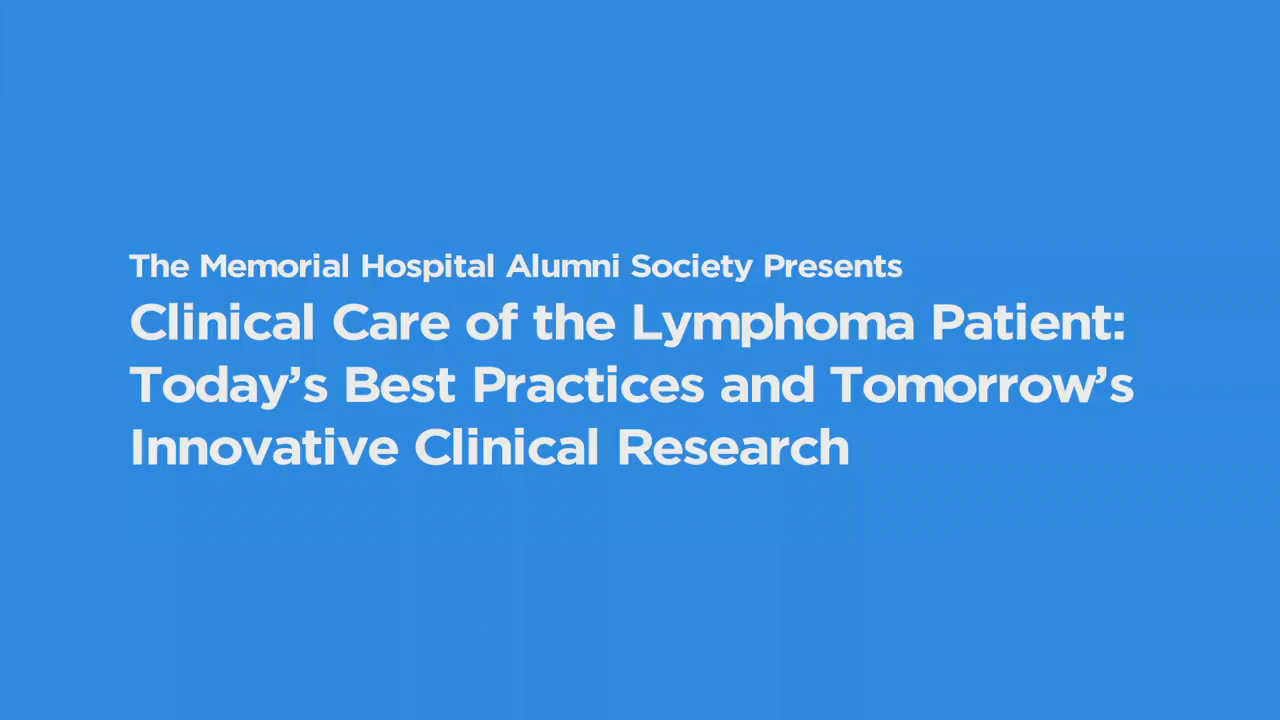 The Memorial Hospital Alumni Society Presents
Clinical Care of the Lymphoma Patient:
Today’s Best Practices and Tomorrow’s
Innovative Clinical Research